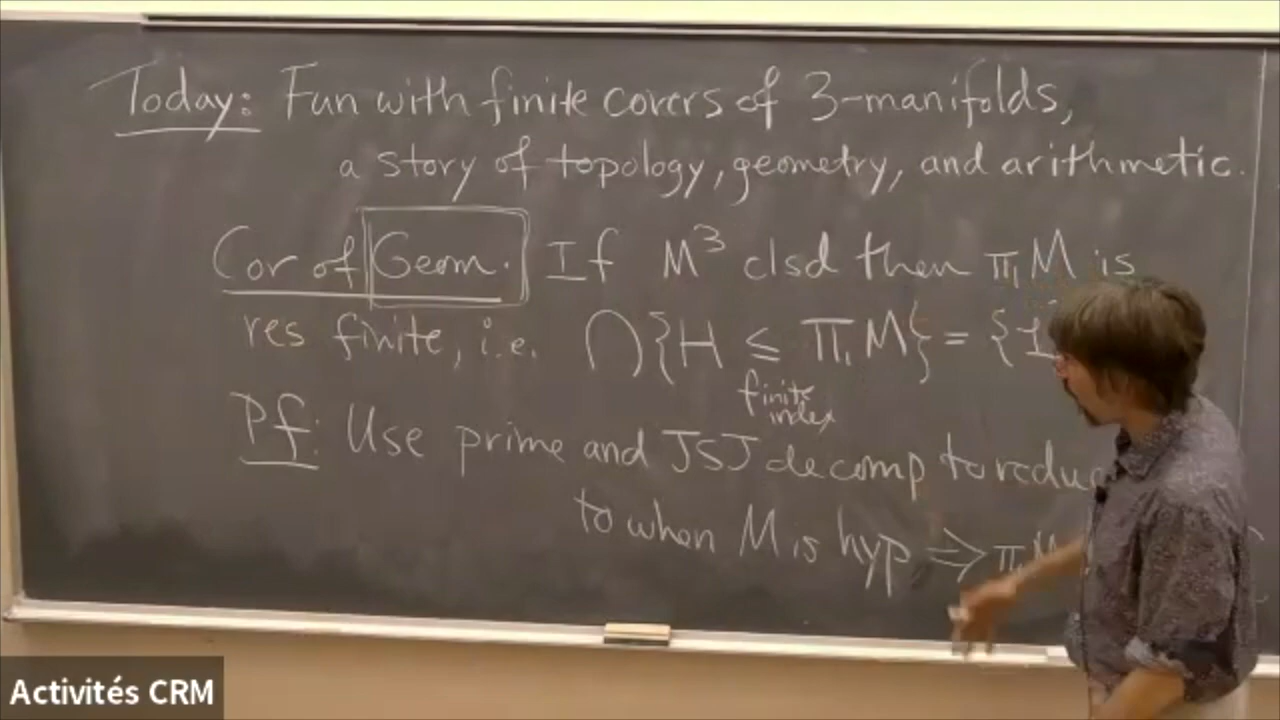 Today: Fun with finite covers of 3-manifolds,
a story of topology, geometry, and arithmetic.
Cor of Geom. If M³ clsd then π₁M is
res finite, i.e. ⋂{H ≤ π₁M} = {1
finite
index
Pf: Use prime and JSJ decomp to reduc
to when M is hyp ⇒ π₁M
Activités CRM